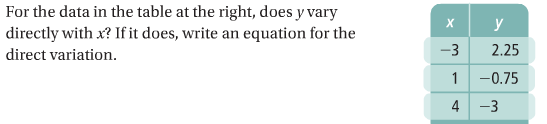 For the data in the table at the right, does y vary
directly with x? If it does, write an equation for the
direct variation.
x y
−3 2.25
1 −0.75
4 −3